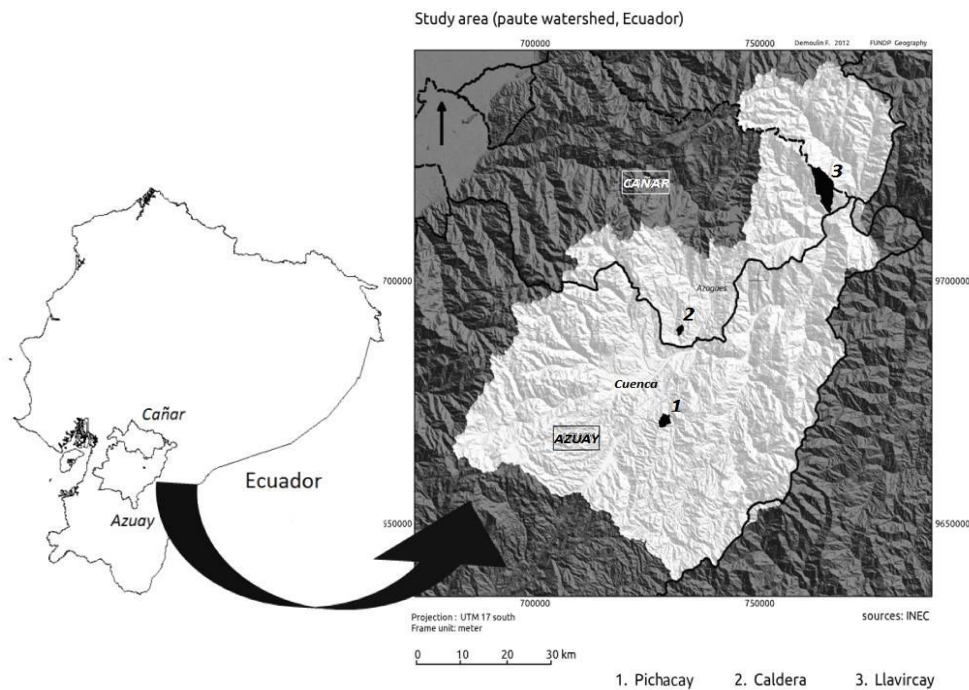 Study area (paute watershed, Ecuador)
700000
750000
Demoulin F. 2012
FUNDP Geography
CAÑAR
3
700000
9700000
Azogues
2
Cuenca
1
AZUAY
Cañar
Ecuador
Azuay
650000
9650000
700000
750000
Projection : UTM 17 south
Frame unit: meter
sources: INEC
0 10 20 30 km
1. Pichacay 2. Caldera 3. Llavircay